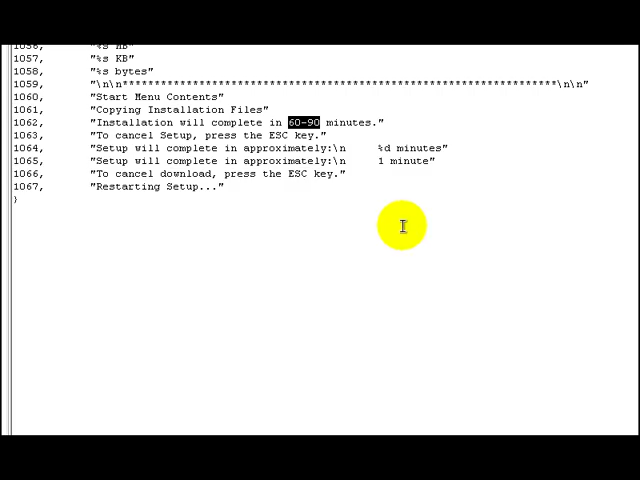 1056, "%s MB"
1057, "%s KB"
1058, "%s bytes"
1059, "\n\n************************************************************************\n\n"
1060, "Start Menu Contents"
1061, "Copying Installation Files"
1062, "Installation will complete in 60-90 minutes."
1063, "To cancel Setup, press the ESC key."
1064, "Setup will complete in approximately:\n %d minutes"
1065, "Setup will complete in approximately:\n 1 minute"
1066, "To cancel download, press the ESC key."
1067, "Restarting Setup..."
}